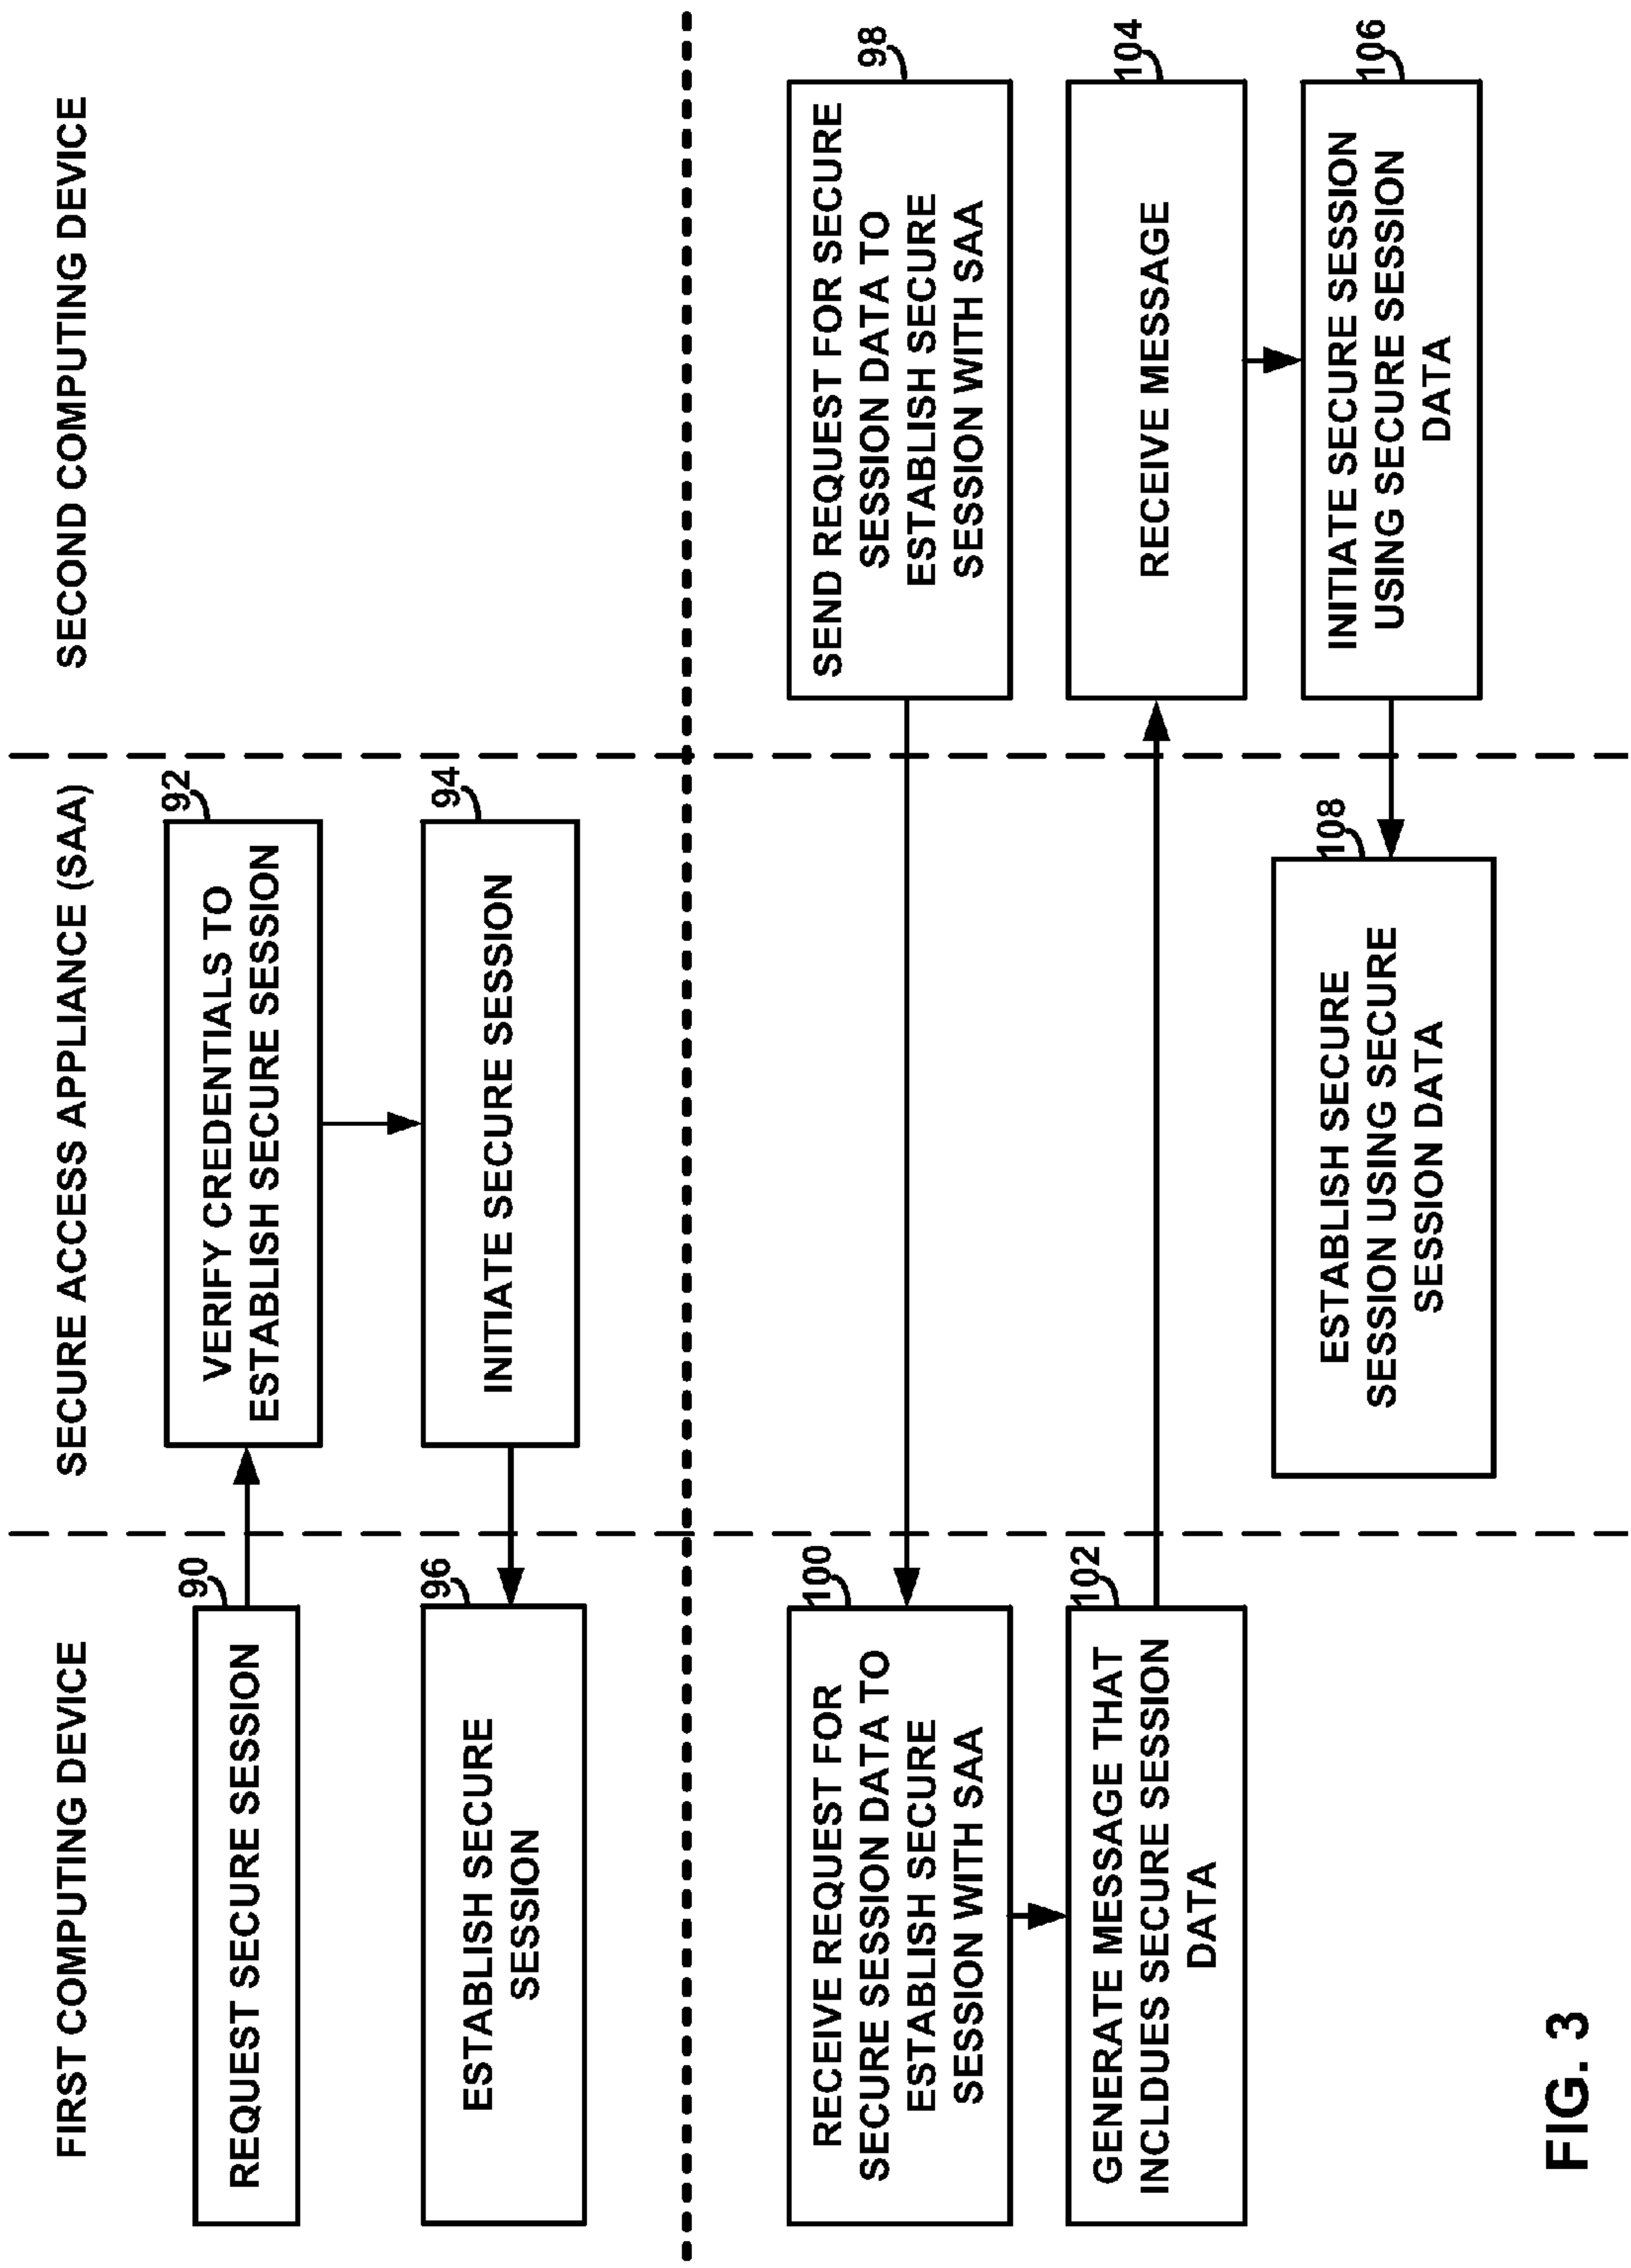 FIRST COMPUTING DEVICE
SECURE ACCESS APPLIANCE (SAA)
SECOND COMPUTING DEVICE
90
REQUEST SECURE SESSION
92
VERIFY CREDENTIALS TO
ESTABLISH SECURE SESSION
94
INITIATE SECURE SESSION
96
ESTABLISH SECURE
SESSION
98
SEND REQUEST FOR SECURE
SESSION DATA TO
ESTABLISH SECURE
SESSION WITH SAA
100
RECEIVE REQUEST FOR
SECURE SESSION DATA TO
ESTABLISH SECURE
SESSION WITH SAA
102
GENERATE MESSAGE THAT
INCLDUES SECURE SESSION
DATA
104
RECEIVE MESSAGE
106
INITIATE SECURE SESSION
USING SECURE SESSION
DATA
108
ESTABLISH SECURE
SESSION USING SECURE
SESSION DATA
FIG. 3